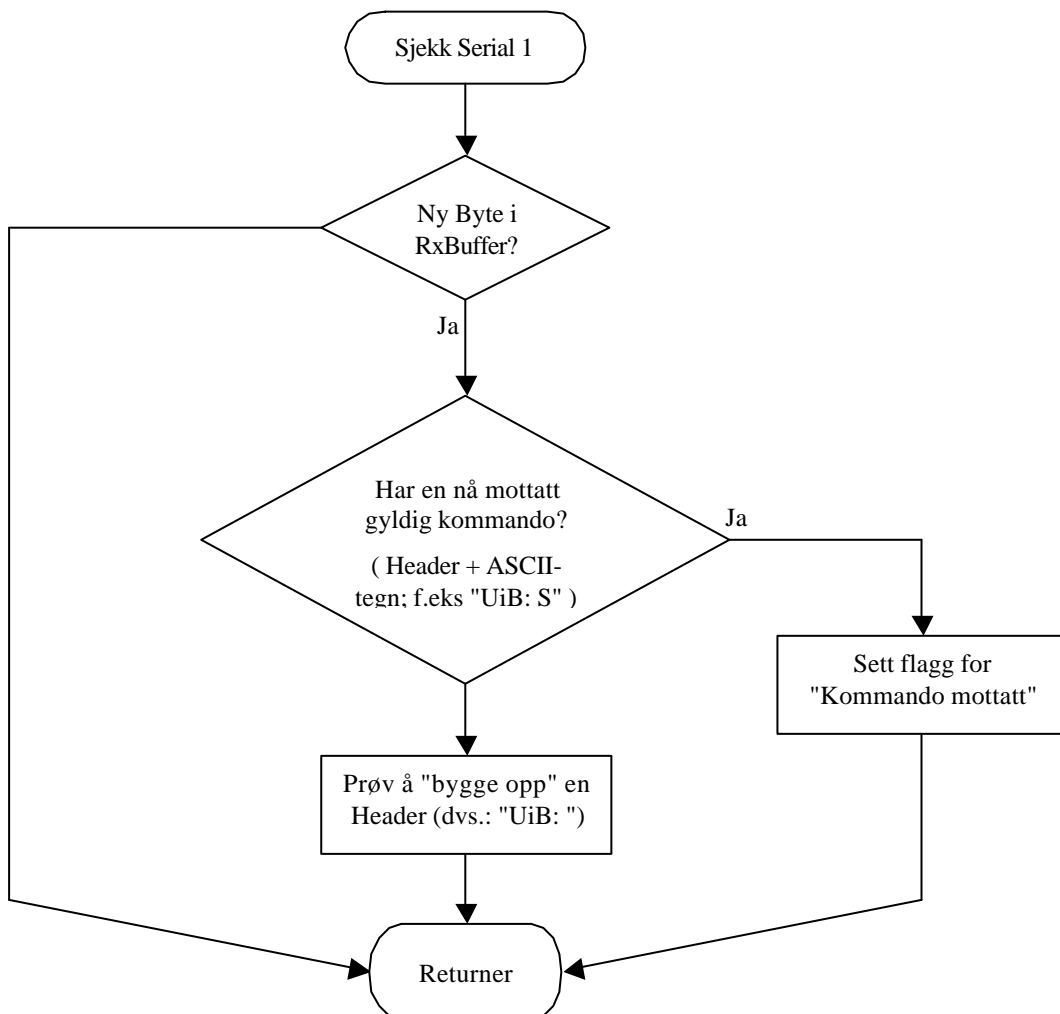 Sjekk Serial 1
Ny Byte i
RxBuffer?
Ja
Har en nå mottatt
gyldig kommando?
( Header + ASCII-
tegn; f.eks "UiB: S" )
Ja
Sett flagg for
"Kommando mottatt"
Prøv å "bygge opp" en
Header (dvs.: "UiB: ")
Returner